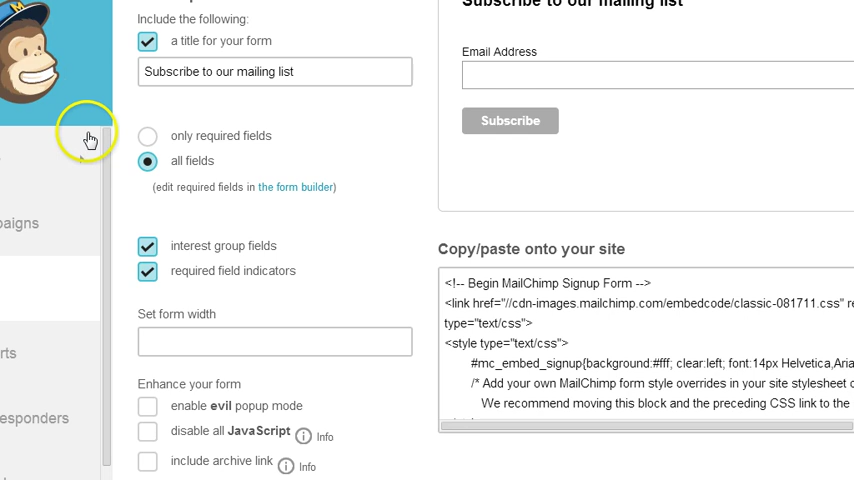 Include the following:
a title for your form
Subscribe to our mailing list
only required fields
all fields
(edit required fields in the form builder)
interest group fields
required field indicators
Set form width
Enhance your form
enable evil popup mode
disable all JavaScript Info
include archive link Info
paigns
rts
esponders
Subscribe to our mailing list
Email Address
Subscribe
Copy/paste onto your site
<!-- Begin MailChimp Signup Form -->
<link href="//cdn-images.mailchimp.com/embedcode/classic-081711.css" re
type="text/css">
<style type="text/css">
#mc_embed_signup{background:#fff; clear:left; font:14px Helvetica,Aria
/* Add your own MailChimp form style overrides in your site stylesheet o
We recommend moving this block and the preceding CSS link to the